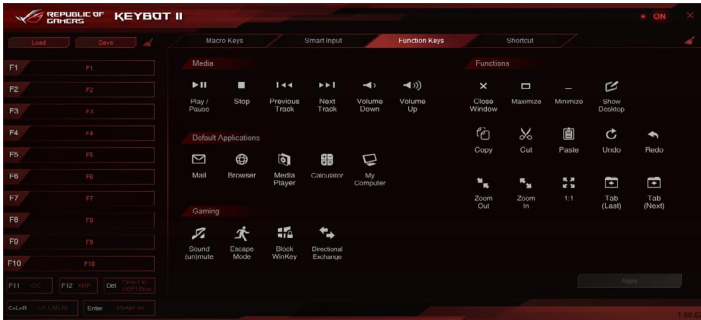 REPUBLIC OF GAMERS KEYBOT II
ON
Load Save
Macro Keys Smart Input Function Keys Shortcut
F1 F1
F2 F2
F3 F3
F4 F4
F5 F5
F6 F6
F7 F7
F8 F8
F9 F9
F10 F10
F11 F12 Del DirectKey
C+L+R Enter
Media
Play / Pause
Stop
Previous Track
Next Track
Volume Down
Volume Up
Default Applications
Mail
Browser
Media Player
Calculator
My Computer
Gaming
Sound (un)mute
Escape Mode
Block WinKey
Directional Exchange
Functions
Close Window
Maximize
Minimize
Show Desktop
Copy
Cut
Paste
Undo
Redo
Zoom Out
Zoom In
1:1
Tab (Last)
Tab (Next)
Apply